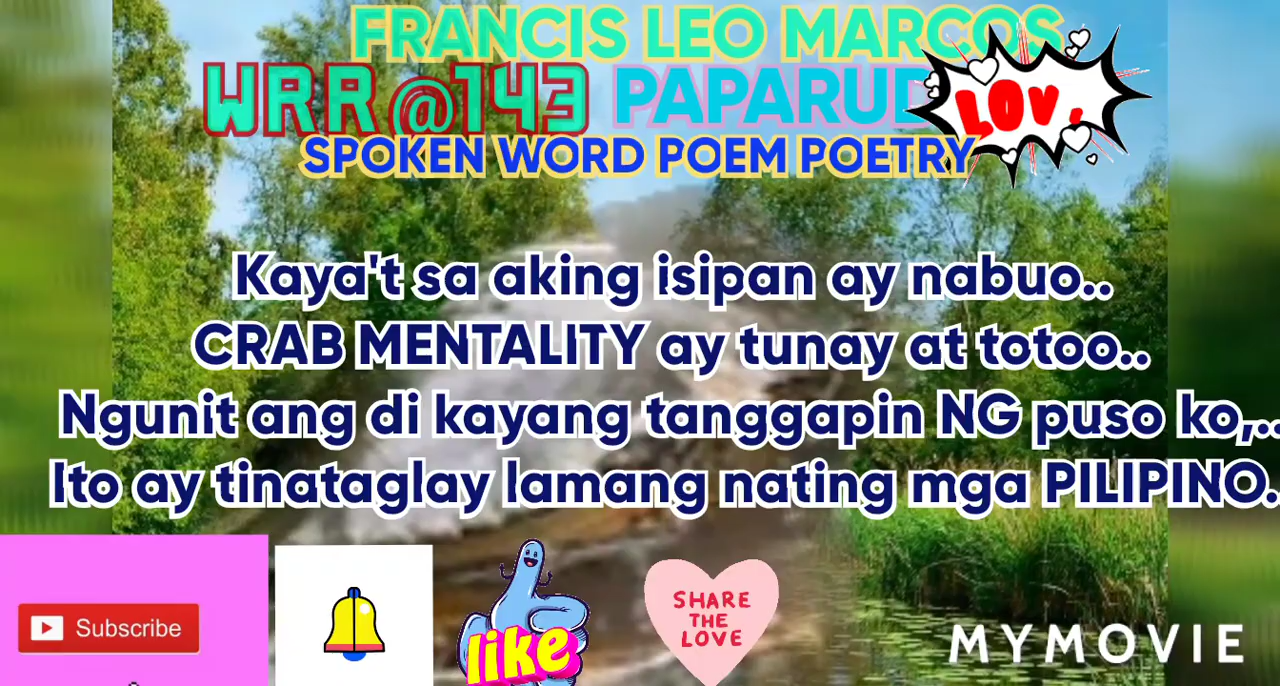 FRANCIS LEO MARCOS
WRR@143 PAPARUD
LOV
SPOKEN WORD POEM POETRY
Kaya't sa aking isipan ay nabuo..
CRAB MENTALITY ay tunay at totoo..
Ngunit ang di kayang tanggapin NG puso ko,..
Ito ay tinataglay lamang nating mga PILIPINO..
Subscribe
like
SHARE
THE
LOVE
MYMOVIE